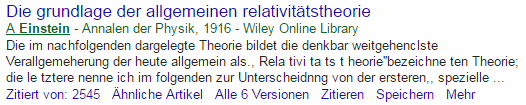 Die grundlage der allgemeinen relativitätstheorie
A Einstein - Annalen der Physik, 1916 - Wiley Online Library
Die im nachfolgenden dargelegte Theorie bildet die denkbar weitgehenclste
Verallgemeherung der heute allgemein als., Rela tivi ta ts t heorie"bezeichne ten Theorie;
die le tztere nenne ich im folgenden zur Unterscheidnng von der ersteren,, spezielle ...
Zitiert von: 2545 Ähnliche Artikel Alle 6 Versionen Zitieren Speichern Mehr